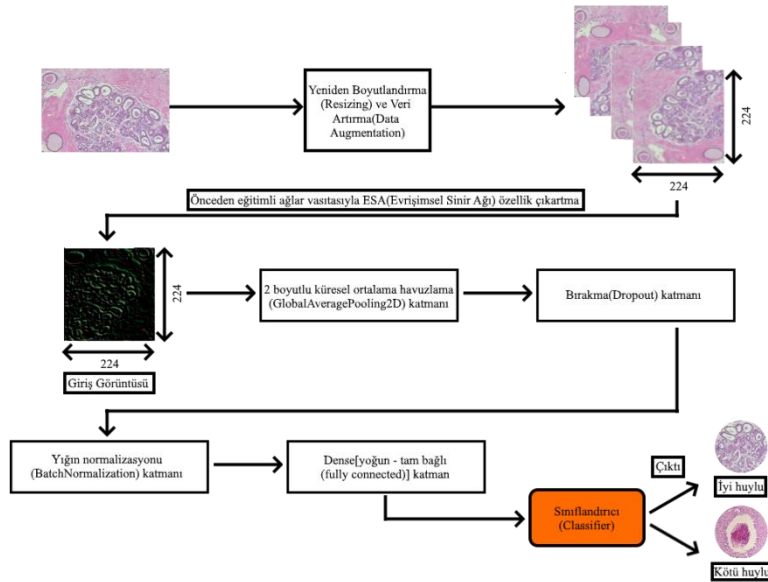 Yeniden Boyutlandırma
(Resizing) ve Veri
Artırma(Data
Augmentation)
224
224
Önceden eğitimli ağlar vasıtasıyla ESA(Evrişimsel Sinir Ağı) özellik çıkartma
224
224
Giriş Görüntüsü
2 boyutlu küresel ortalama havuzlama
(GlobalAveragePooling2D) katmanı
Bırakma(Dropout) katmanı
Yığın normalizasyonu
(BatchNormalization) katmanı
Dense[yoğun - tam bağlı
(fully connected)] katman
Sınıflandırıcı
(Classifier)
Çıktı
İyi huylu
Kötü huylu